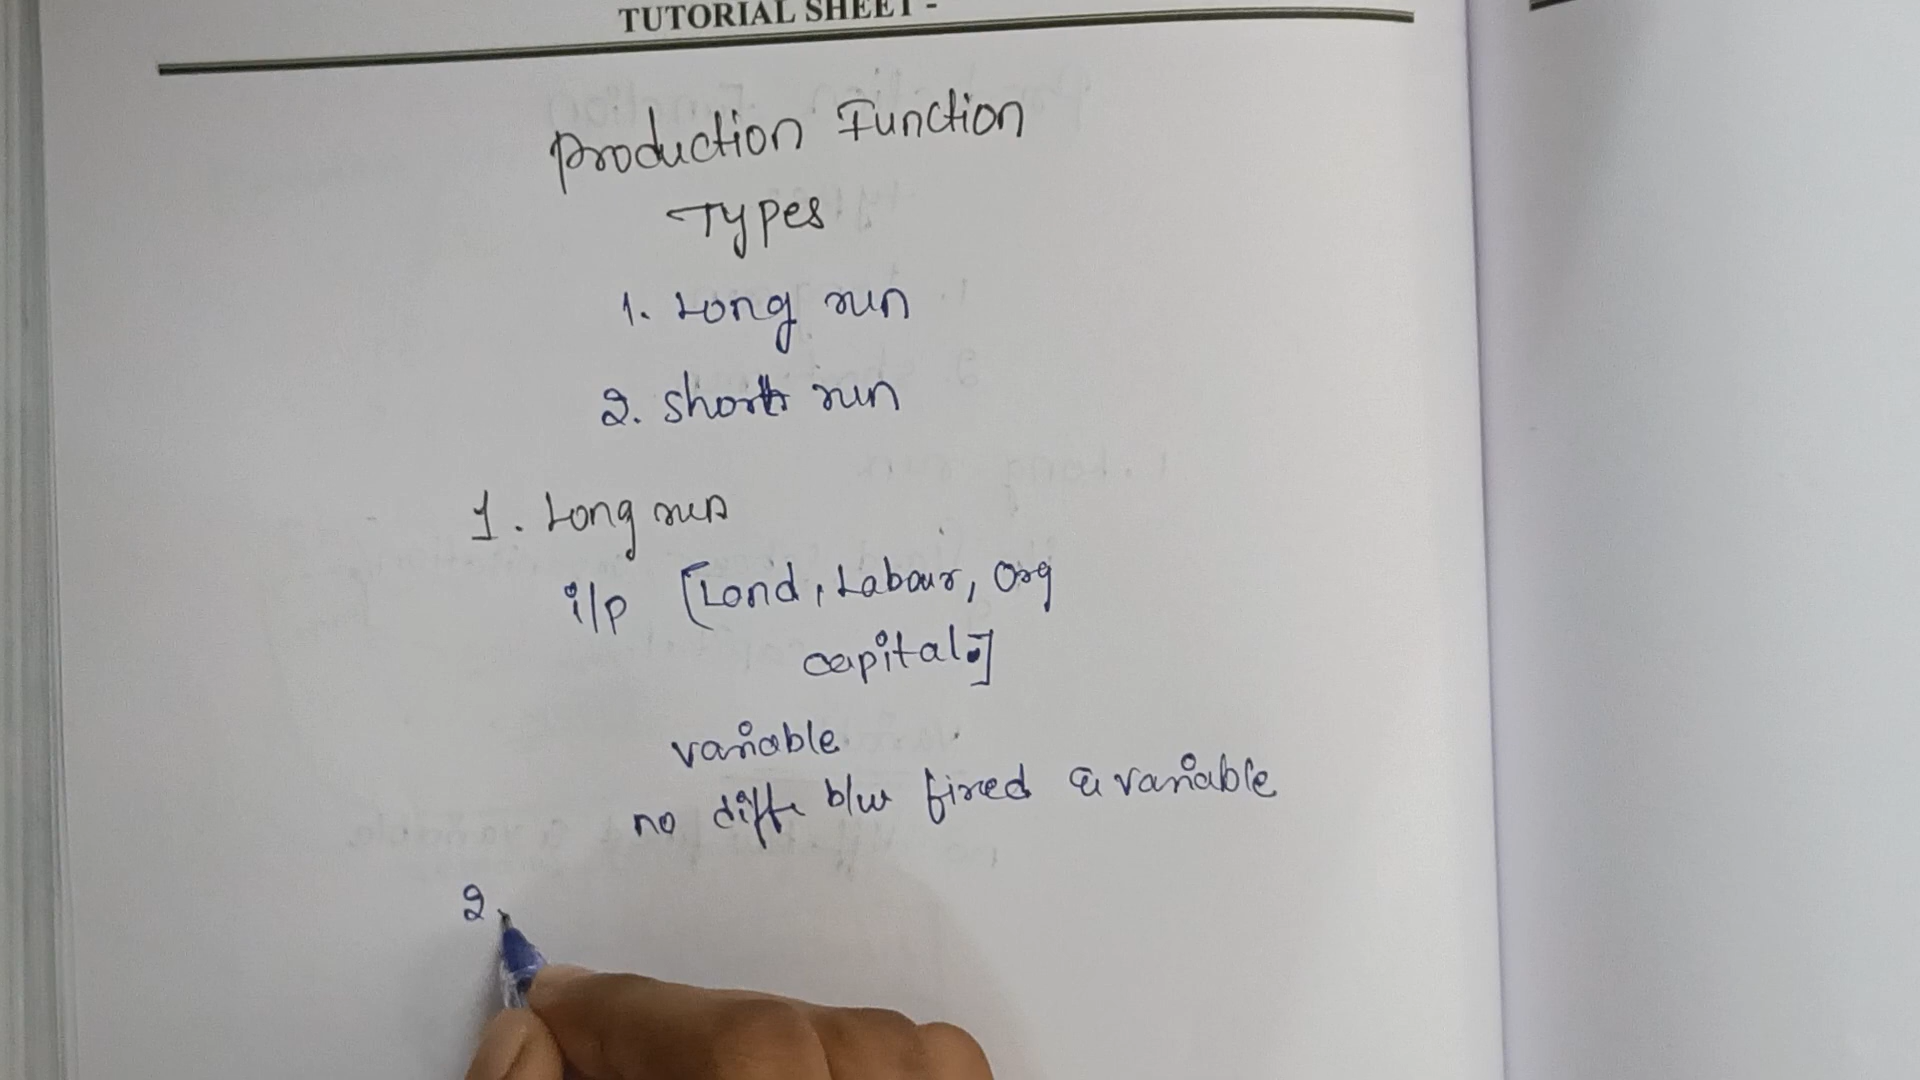 TUTORIAL SHEET -
Production Function
Types
1. Long run
2. short run
1. Long run
i/p [Land, Labour, Org
capital.]
variable
no diffe b/w fixed & variable
2.